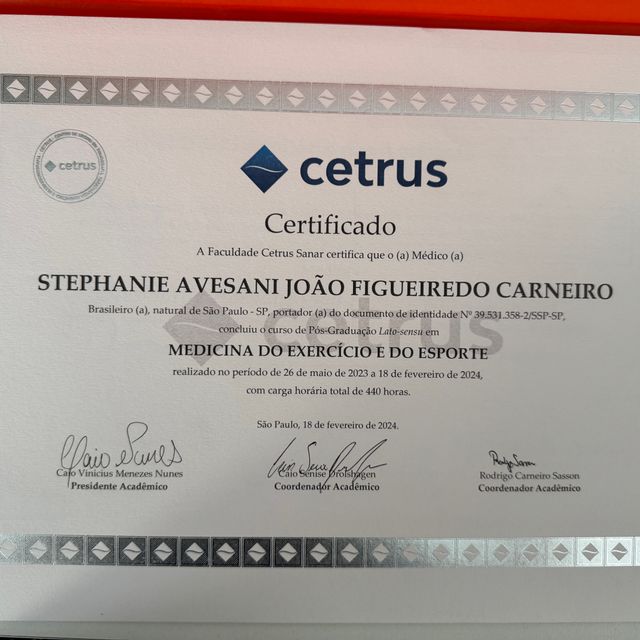 cetrus
cetrus
Certificado
A Faculdade Cetrus Sanar certifica que o (a) Médico (a)
STEPHANIE AVESANI JOÃO FIGUEIREDO CARNEIRO
Brasileiro (a), natural de São Paulo - SP, portador (a) do documento de identidade Nº 39.531.358-2/SSP-SP,
concluiu o curso de Pós-Graduação Lato-sensu em
cetrus
MEDICINA DO EXERCÍCIO E DO ESPORTE
realizado no período de 26 de maio de 2023 a 18 de fevereiro de 2024,
com carga horária total de 440 horas.
São Paulo, 18 de fevereiro de 2024.
Caio Vinicius Menezes Nunes
Presidente Acadêmico
Caio Senise Drolshagen
Coordenador Acadêmico
Rodrigo Carneiro Sasson
Coordenador Acadêmico